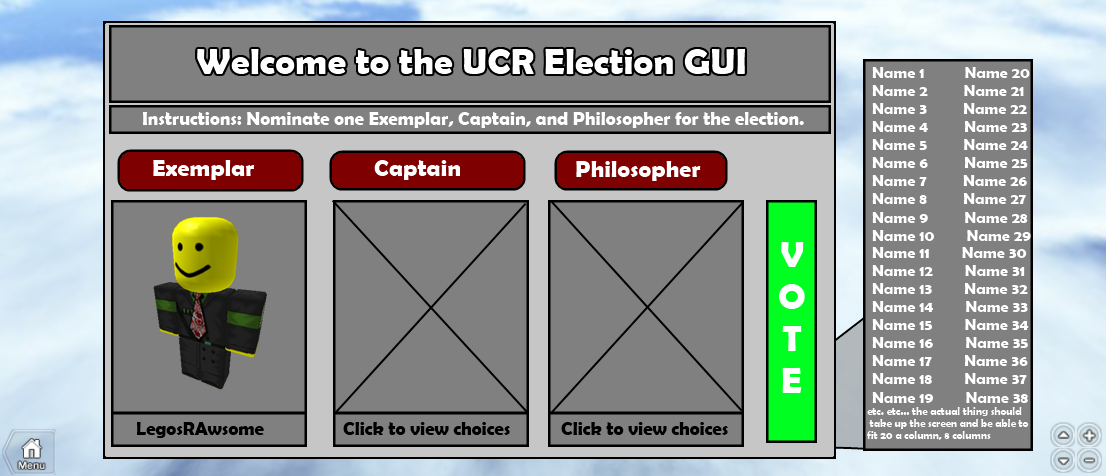 Welcome to the UCR Election GUI
Instructions: Nominate one Exemplar, Captain, and Philosopher for the election.
Exemplar
Captain
Philosopher
LegosRAwsome
Click to view choices
Click to view choices
VOTE
Name 1 Name 20
Name 2 Name 21
Name 3 Name 22
Name 4 Name 23
Name 5 Name 24
Name 6 Name 25
Name 7 Name 26
Name 8 Name 27
Name 9 Name 28
Name 10 Name 29
Name 11 Name 30
Name 12 Name 31
Name 13 Name 32
Name 14 Name 33
Name 15 Name 34
Name 16 Name 35
Name 17 Name 36
Name 18 Name 37
Name 19 Name 38
etc. etc... the actual thing should
take up the screen and be able to
fit 20 a column, 8 columns
Menu